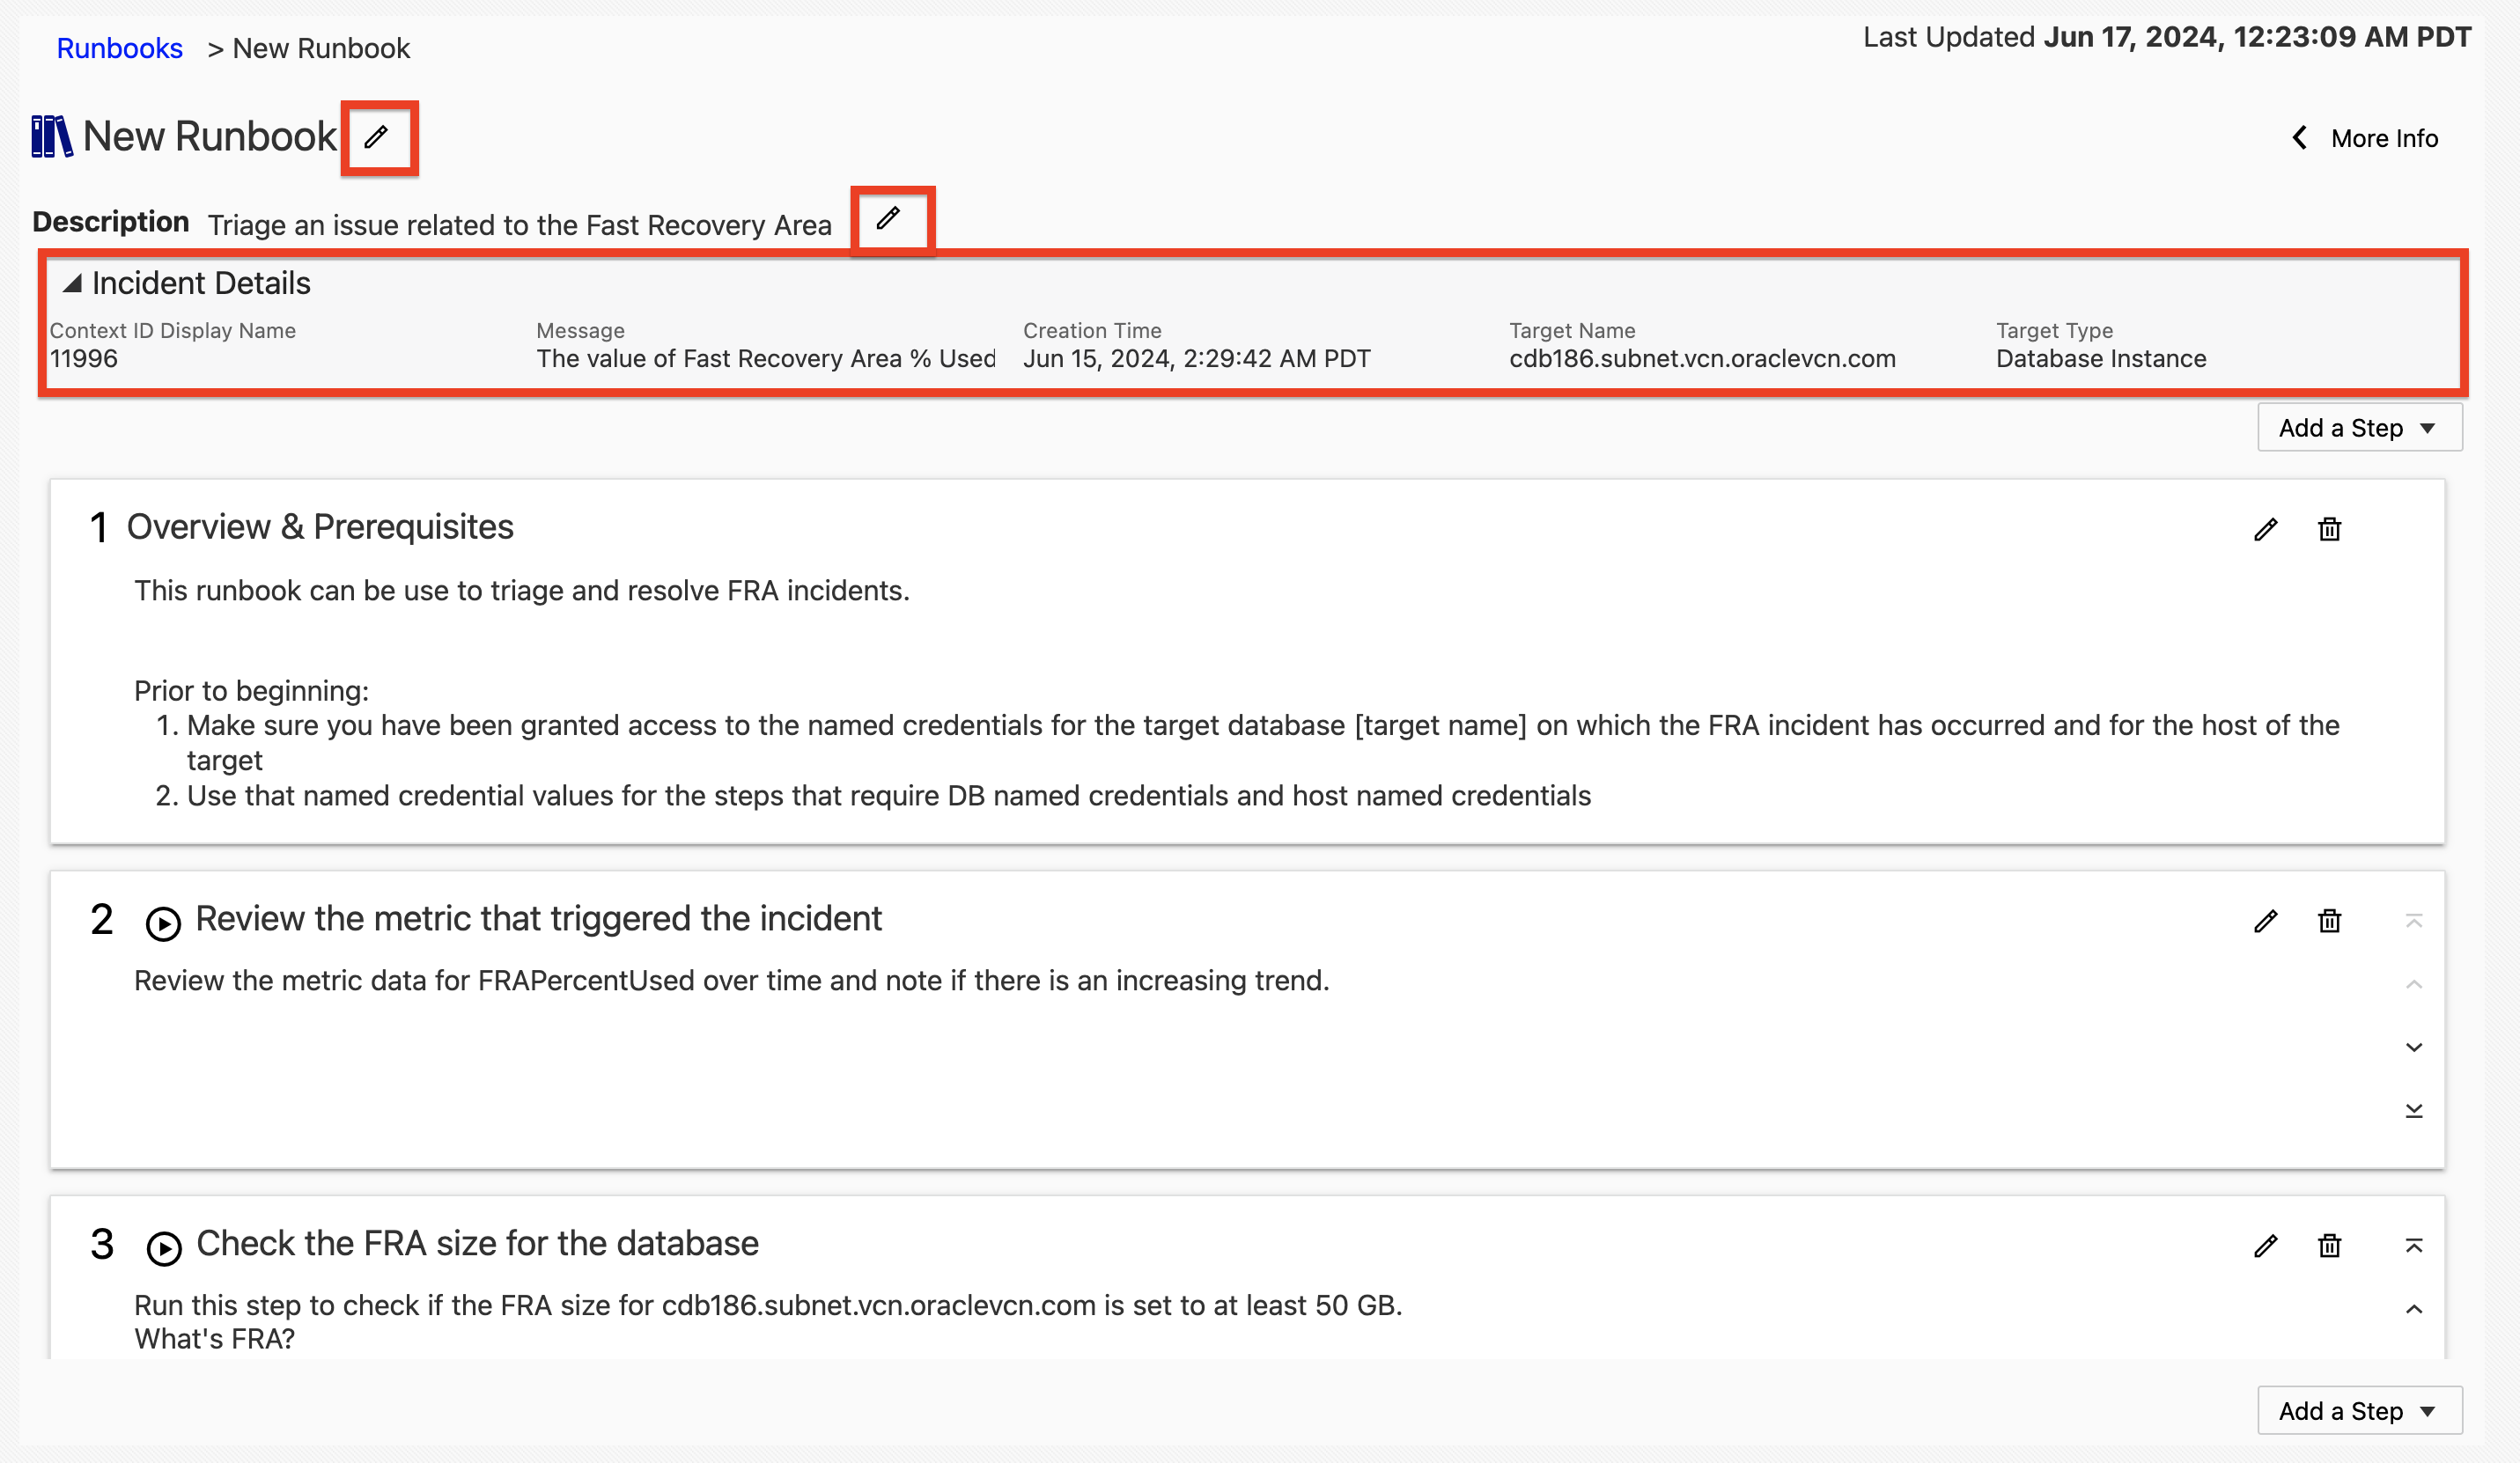 Runbooks > New Runbook
Last Updated Jun 17, 2024, 12:23:09 AM PDT
New Runbook
More Info
Description Triage an issue related to the Fast Recovery Area
Incident Details
Context ID Display Name
11996
Message
The value of Fast Recovery Area % Used
Creation Time
Jun 15, 2024, 2:29:42 AM PDT
Target Name
cdb186.subnet.vcn.oraclevcn.com
Target Type
Database Instance
Add a Step
1 Overview & Prerequisites
This runbook can be use to triage and resolve FRA incidents.
Prior to beginning:
1. Make sure you have been granted access to the named credentials for the target database [target name] on which the FRA incident has occurred and for the host of the
target
2. Use that named credential values for the steps that require DB named credentials and host named credentials
2 Review the metric that triggered the incident
Review the metric data for FRAPercentUsed over time and note if there is an increasing trend.
3 Check the FRA size for the database
Run this step to check if the FRA size for cdb186.subnet.vcn.oraclevcn.com is set to at least 50 GB.
What's FRA?
Add a Step